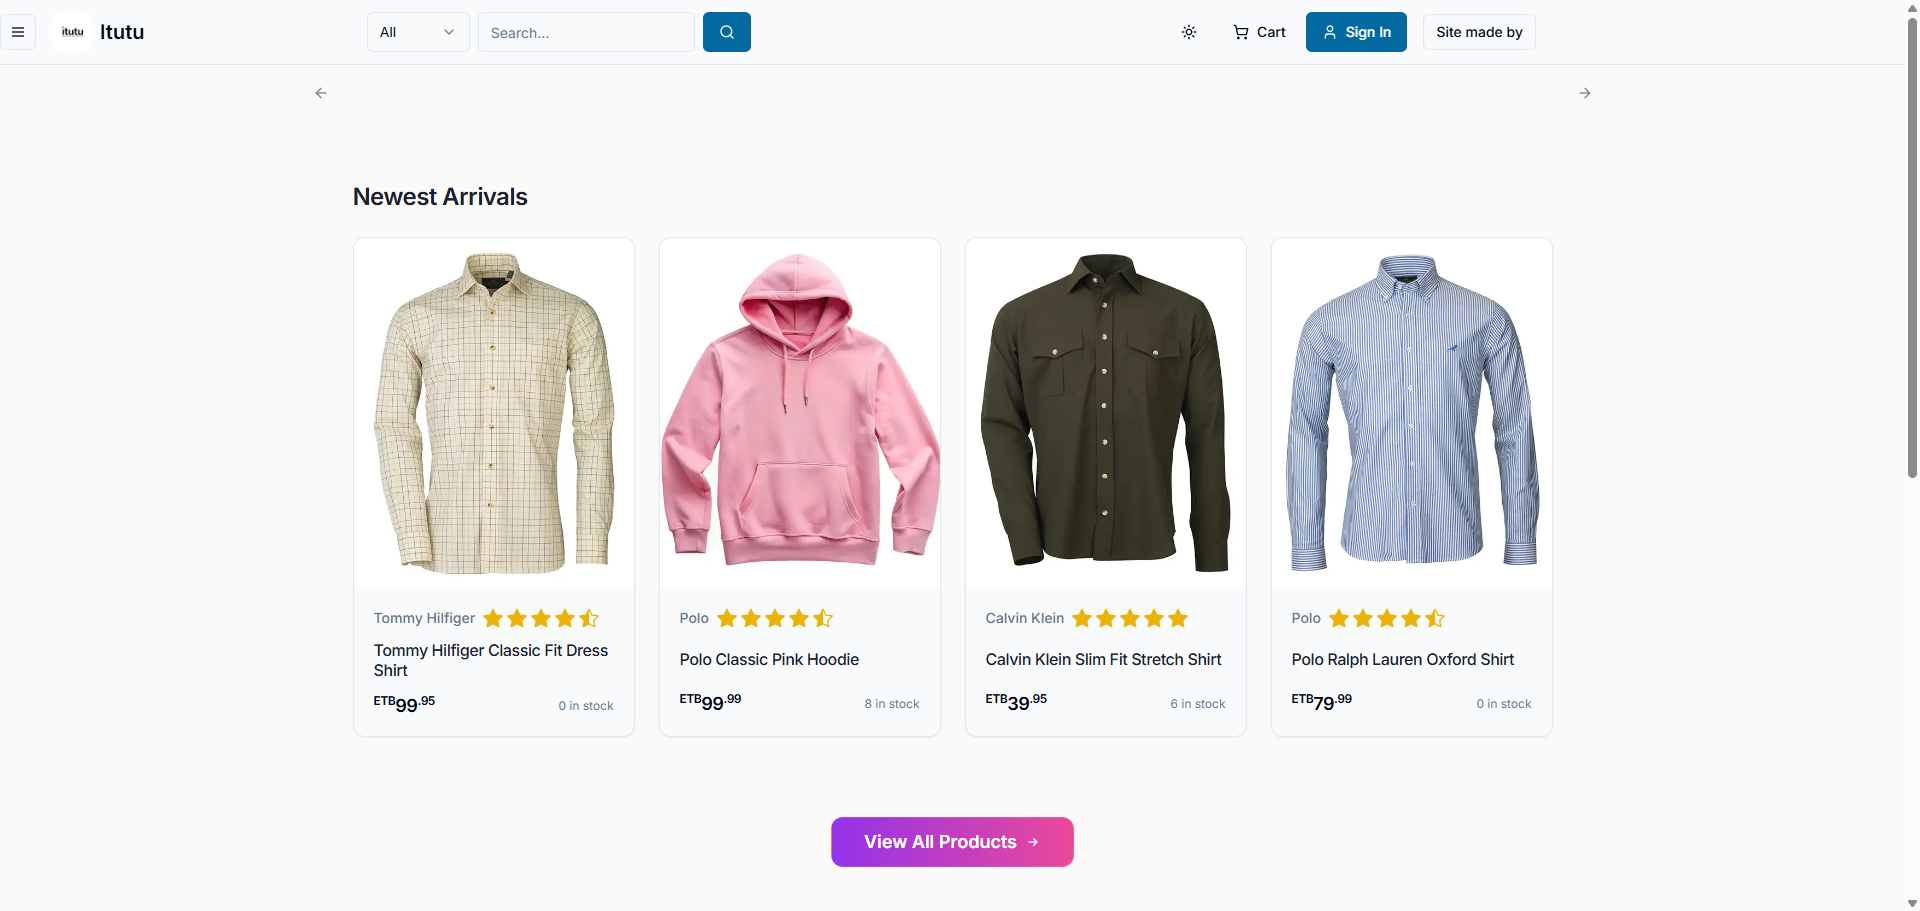 itutu
Itutu
All
Search...
Cart
Sign In
Site made by
Newest Arrivals
Tommy Hilfiger
Tommy Hilfiger Classic Fit Dress
Shirt
ETB99.95
0 in stock
Polo
Polo Classic Pink Hoodie
ETB99.99
8 in stock
Calvin Klein
Calvin Klein Slim Fit Stretch Shirt
ETB39.95
6 in stock
Polo
Polo Ralph Lauren Oxford Shirt
ETB79.99
0 in stock
View All Products